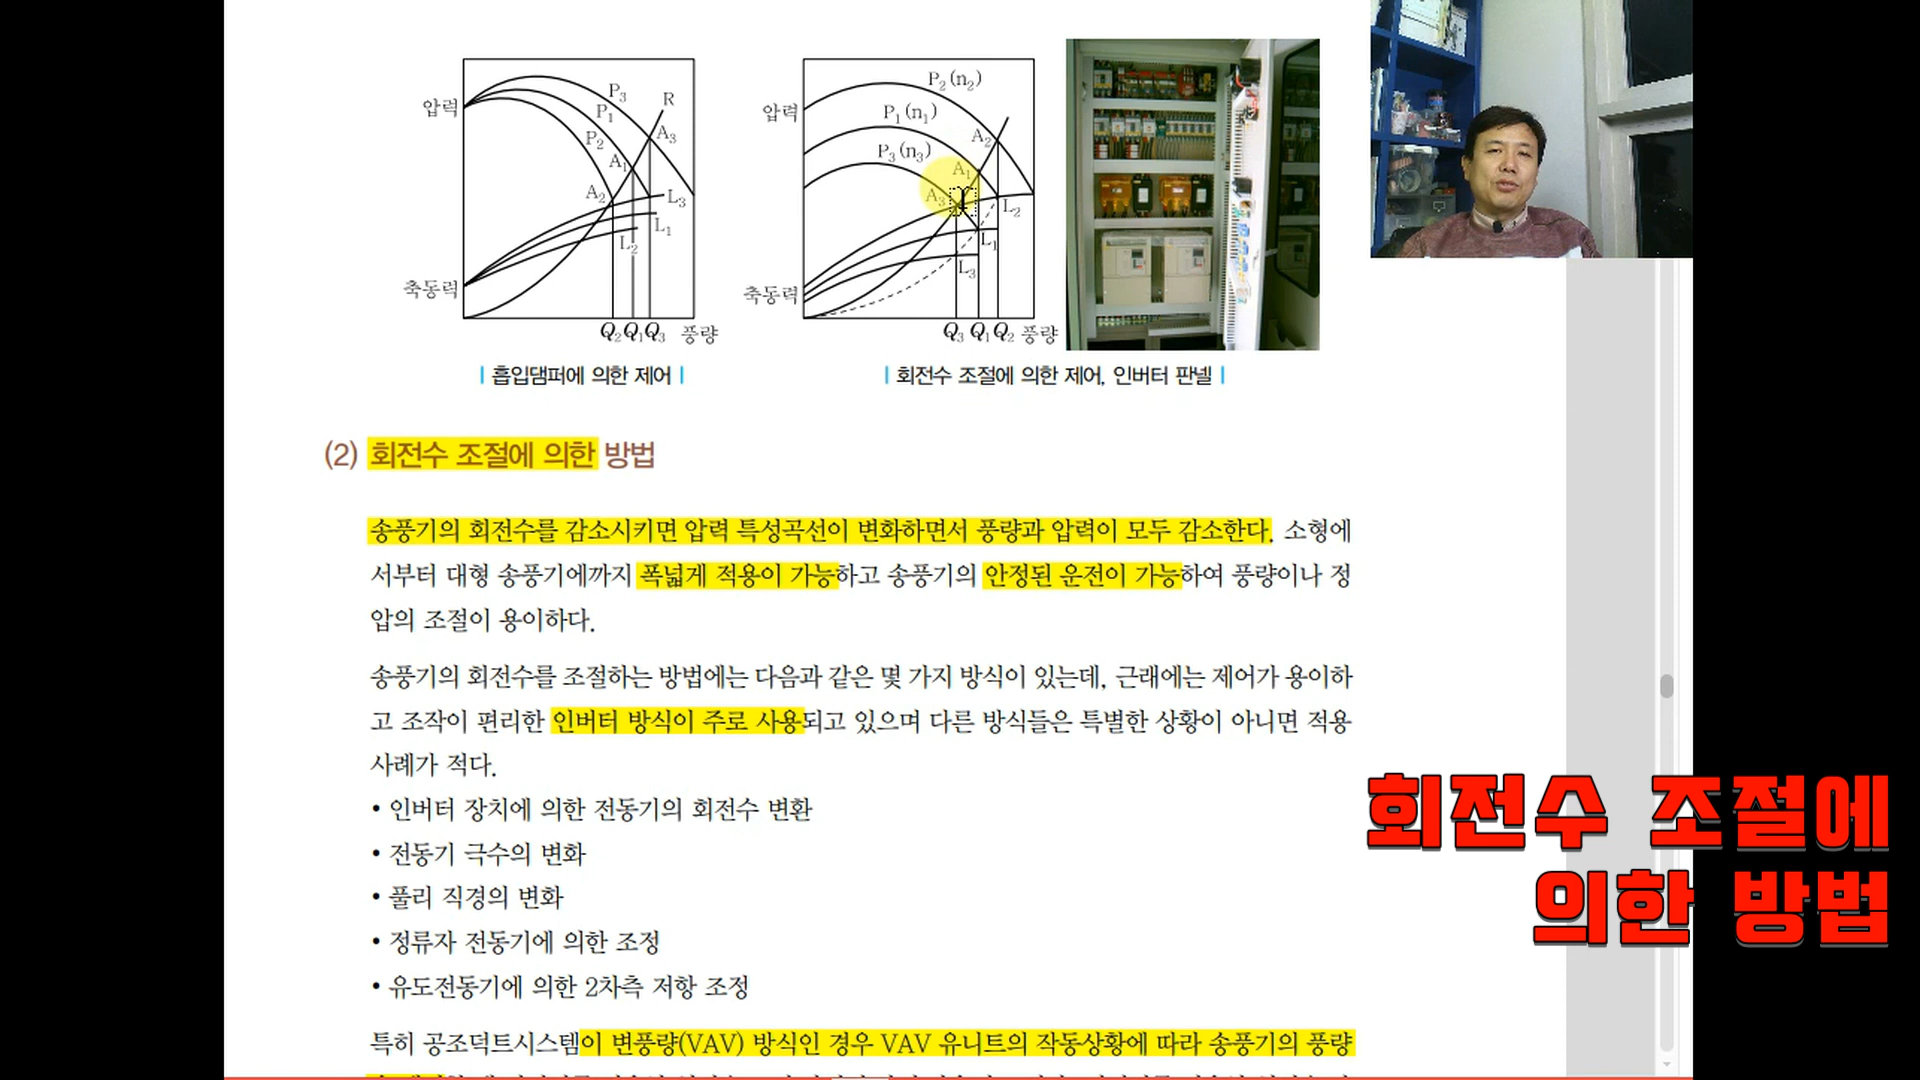 압력
P₃
P₁
P₂
R
A₃
A₁
A₂
L₃
L₁
L₂
축동력
Q₂ Q₁ Q₃ 풍량
| 흡입댐퍼에 의한 제어 |
압력
P₂(n₂)
P₁(n₁)
P₃(n₃)
A₂
A₁
A₃
L₂
L₁
L₃
축동력
Q₃ Q₁ Q₂ 풍량
| 회전수 조절에 의한 제어, 인버터 판넬 |
(2) 회전수 조절에 의한 방법
송풍기의 회전수를 감소시키면 압력 특성곡선이 변화하면서 풍량과 압력이 모두 감소한다. 소형에
서부터 대형 송풍기에까지 폭넓게 적용이 가능하고 송풍기의 안정된 운전이 가능하여 풍량이나 정
압의 조절이 용이하다.
송풍기의 회전수를 조절하는 방법에는 다음과 같은 몇 가지 방식이 있는데, 근래에는 제어가 용이하
고 조작이 편리한 인버터 방식이 주로 사용되고 있으며 다른 방식들은 특별한 상황이 아니면 적용
사례가 적다.
• 인버터 장치에 의한 전동기의 회전수 변환
• 전동기 극수의 변화
• 풀리 직경의 변화
• 정류자 전동기에 의한 조정
• 유도전동기에 의한 2차측 저항 조정
특히 공조덕트시스템이 변풍량(VAV) 방식인 경우 VAV 유니트의 작동상황에 따라 송풍기의 풍량
회전수 조절에
의한 방법